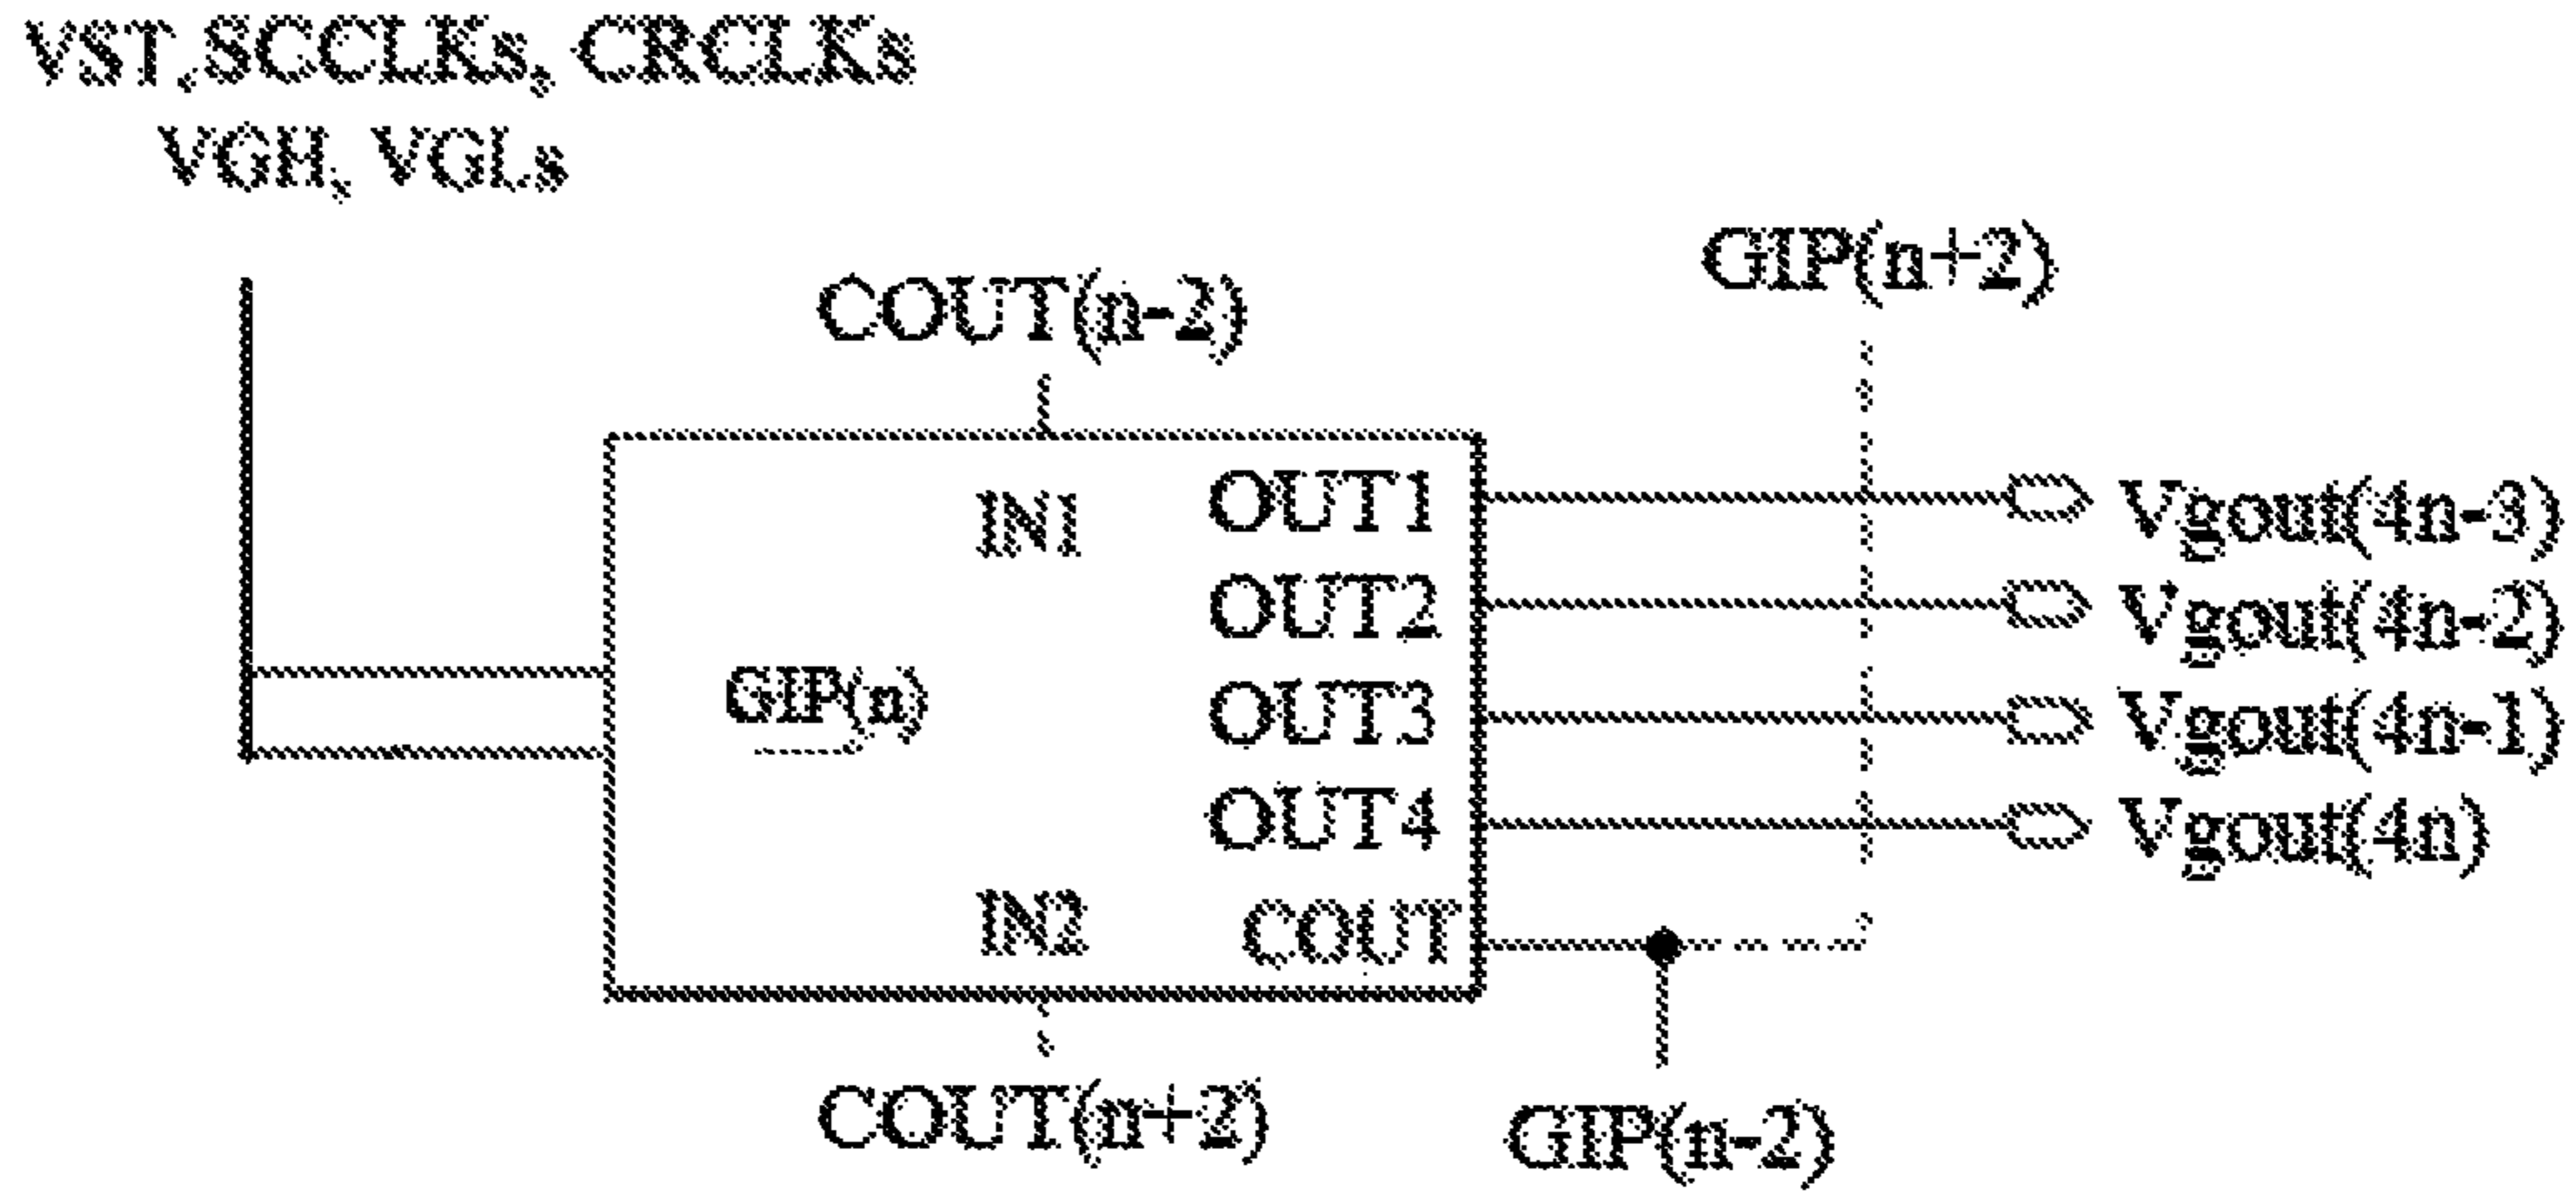 VST, SCCLKs, CRCLKs
VGH, VGLs
COUT(n-2)
GIP(n+2)
IN1
OUT1
Vgout(4n-3)
OUT2
Vgout(4n-2)
GIP(n)
OUT3
Vgout(4n-1)
OUT4
Vgout(4n)
IN2
COUT
COUT(n+2)
GIP(n-2)